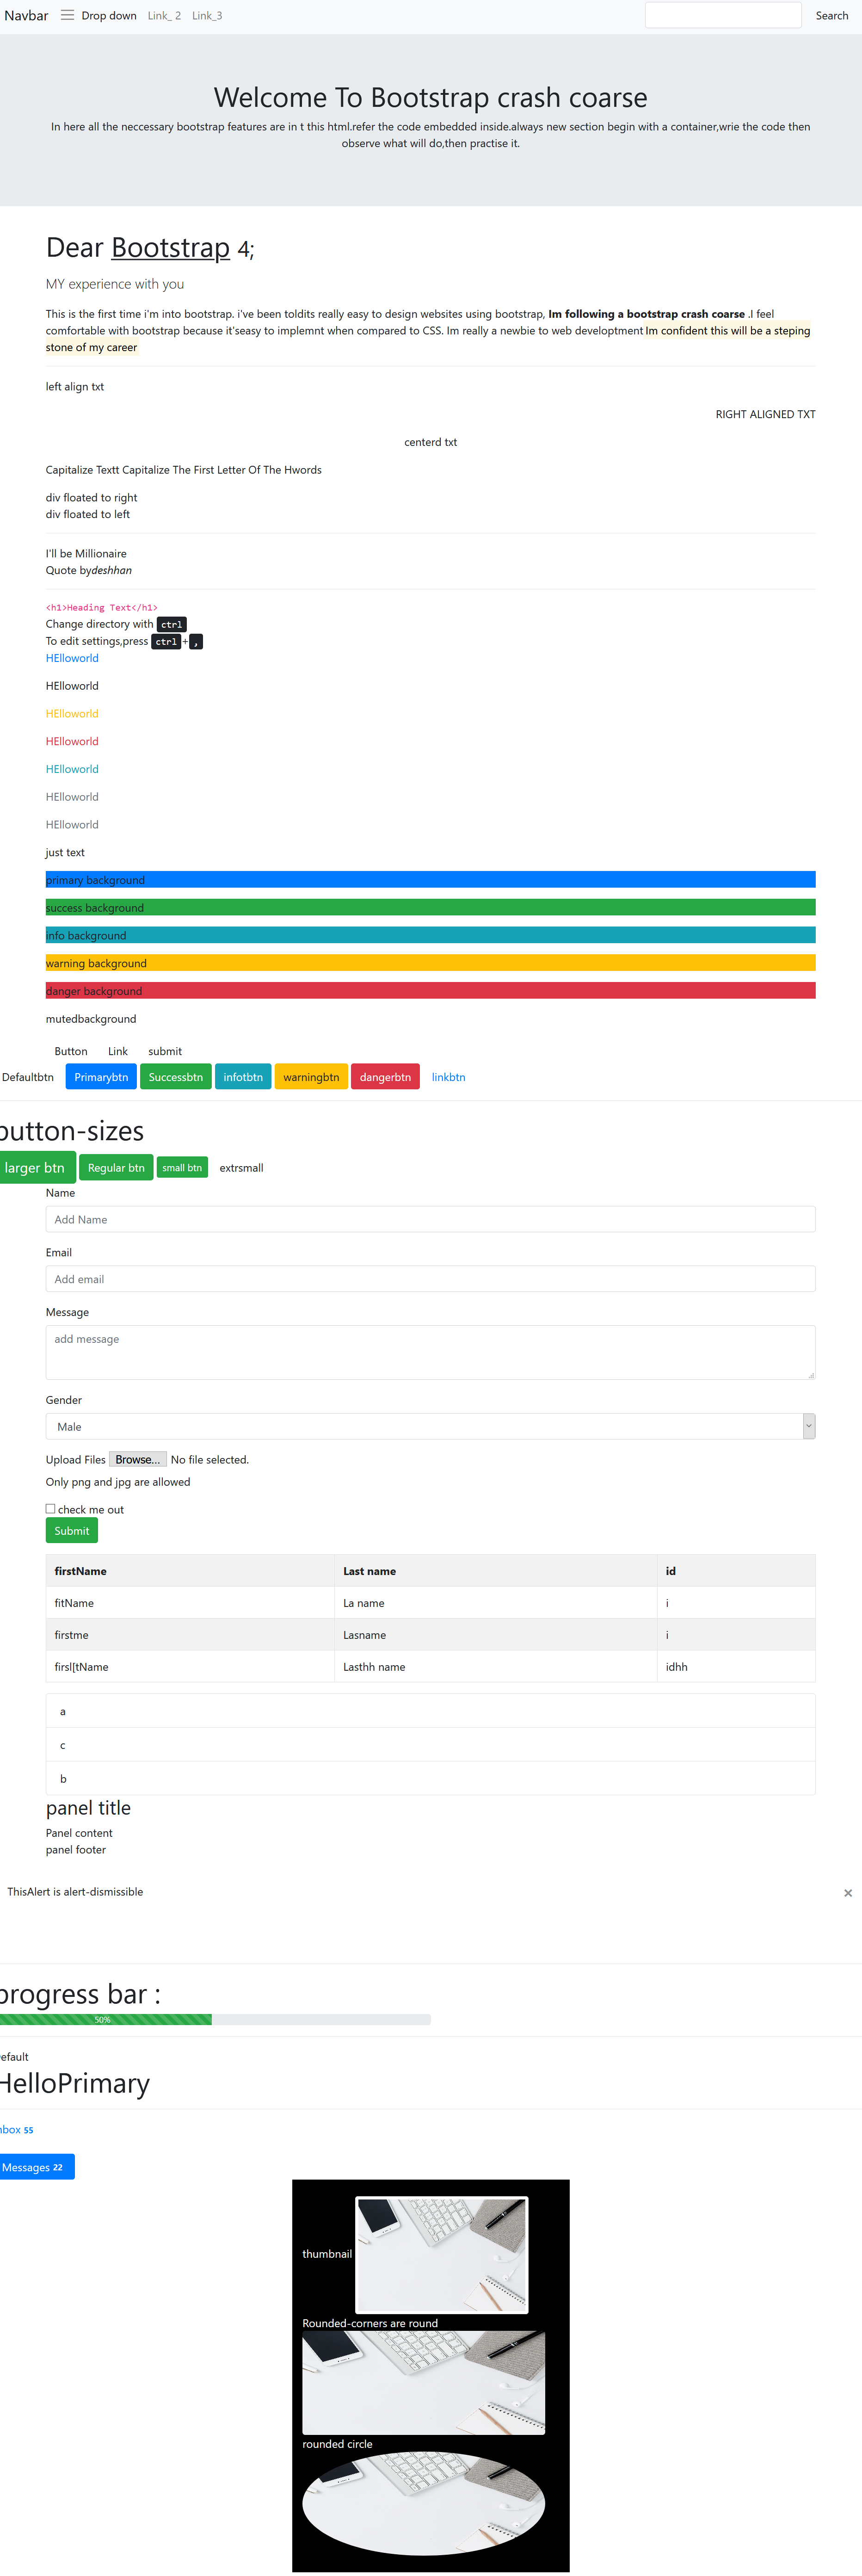 Navbar Drop down Link_ 2 Link_3 Search
Welcome To Bootstrap crash coarse
In here all the neccessary bootstrap features are in t this html.refer the code embedded inside.always new section begin with a container,wrie the code then
observe what will do,then practise it.
Dear Bootstrap 4;
MY experience with you
This is the first time i'm into bootstrap. i've been toldits really easy to design websites using bootstrap, Im following a bootstrap crash coarse .I feel
comfortable with bootstrap because it'seasy to implemnt when compared to CSS. Im really a newbie to web developtment Im confident this will be a steping
stone of my career
left align txt
RIGHT ALIGNED TXT
centerd txt
Capitalize Textt Capitalize The First Letter Of The Hwords
div floated to right
div floated to left
I'll be Millionaire
Quote bydeshhan
<h1>Heading Text</h1>
Change directory with ctrl
To edit settings,press ctrl + ,
HElloworld
HElloworld
HElloworld
HElloworld
HElloworld
HElloworld
HElloworld
just text
primary background
success background
info background
warning background
danger background
mutedbackground
Button Link submit
Defaultbtn Primarybtn Successbtn infotbtn warningbtn dangerbtn linkbtn
button-sizes
larger btn Regular btn small btn extrsmall
Name
Add Name
Email
Add email
Message
add message
Gender
Male
Upload Files Browse... No file selected.
Only png and jpg are allowed
check me out
Submit
firstName Last name id
fitName La name i
firstme Lasname i
firsl[tName Lasthh name idhh
a
c
b
panel title
Panel content
panel footer
ThisAlert is alert-dismissible ×
progress bar :
50%
efault
HelloPrimary
nbox 55
Messages 22
thumbnail
Rounded-corners are round
rounded circle